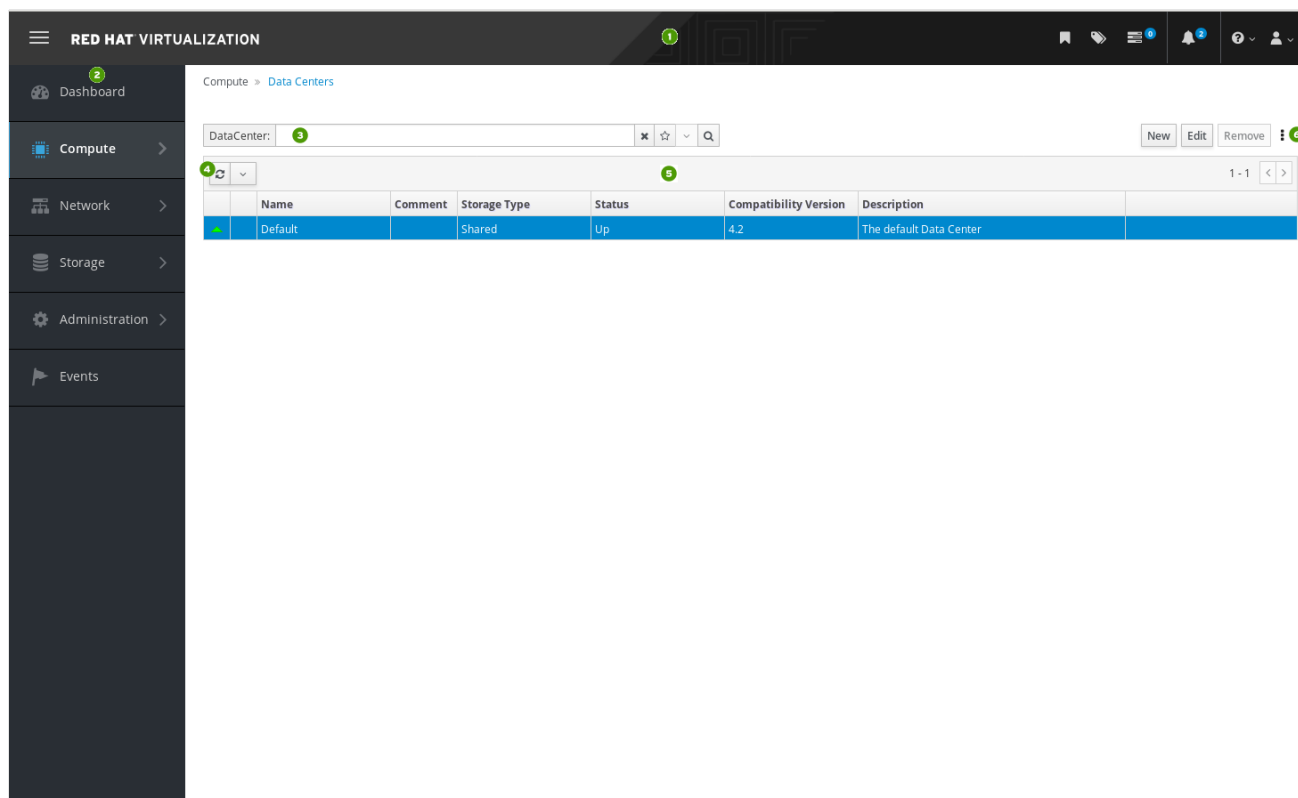 RED HAT VIRTUALIZATION
1
0
2
2
Dashboard
Compute
Network
Storage
Administration
Events
Compute » Data Centers
DataCenter:
3
New Edit Remove
6
4
5
1 - 1
Name Comment Storage Type Status Compatibility Version Description
Default Shared Up 4.2 The default Data Center